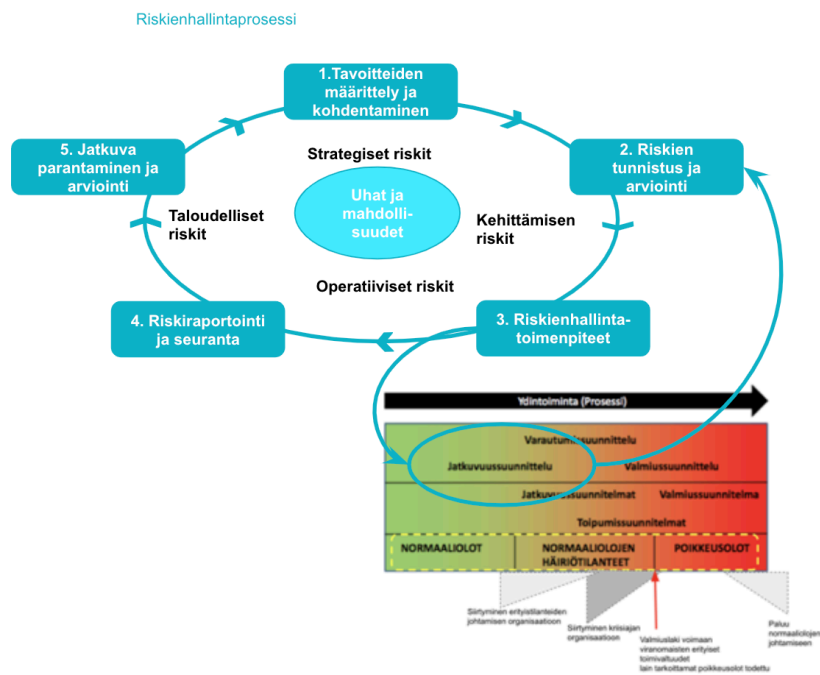 Riskienhallintaprosessi
1.Tavoitteiden
määrittely ja
kohdentaminen
5. Jatkuva
parantaminen ja
arviointi
2. Riskien
tunnistus ja
arviointi
Strategiset riskit
Uhat ja
mahdolli-
suudet
Taloudelliset
riskit
Kehittämisen
riskit
Operatiiviset riskit
4. Riskiraportointi
ja seuranta
3. Riskienhallinta-
toimenpiteet
Ydintoiminta (Prosessi)
Varautumissuunnittelu
Jatkuvuussuunnittelu
Valmiussuunnittelu
Jatkuvuussuunnitelmat
Valmiussuunnitelma
Toipumissuunnitelmat
NORMAALIOLOT
NORMAALIOLOJEN
HÄIRIÖTILANTEET
POIKKEUSOLOT
Siirtyminen erityistilanteiden
johtamisen organisaatioon
Siirtyminen kriisiajan
organisaatioon
Valmiuslaki voimaan
viranomaisten erityiset
toimivaltuudet
lain tarkoittamat poikkeusolot todettu
Paluu
normaaliolojen
johtamiseen